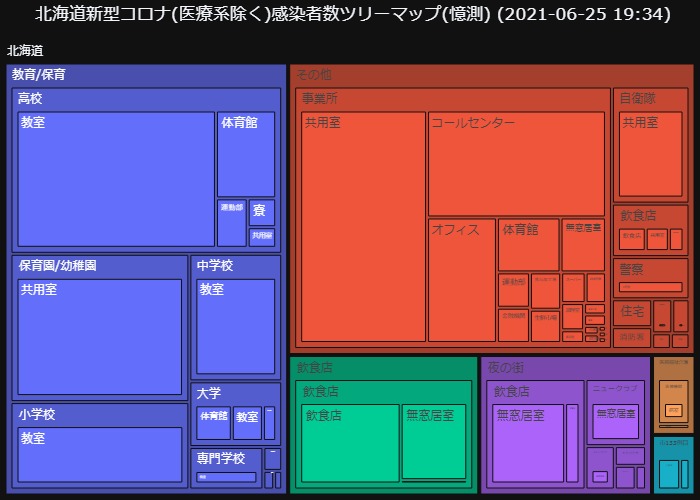 北海道新型コロナ(医療系除く)感染者数ツリーマップ(憶測) (2021-06-25 19:34)
北海道
教育/保育
高校
教室
体育館
運動部
寮
共用室
保育園/幼稚園
共用室
中学校
教室
大学
体育館
教室
小学校
教室
専門学校
その他
事業所
共用室
コールセンター
オフィス
体育館
無窓居室
運動部
自衛隊
共用室
飲食店
飲食店
警察
住宅
消防署
飲食店
飲食店
飲食店
無窓居室
夜の街
飲食店
無窓居室
ニュークラブ
無窓居室